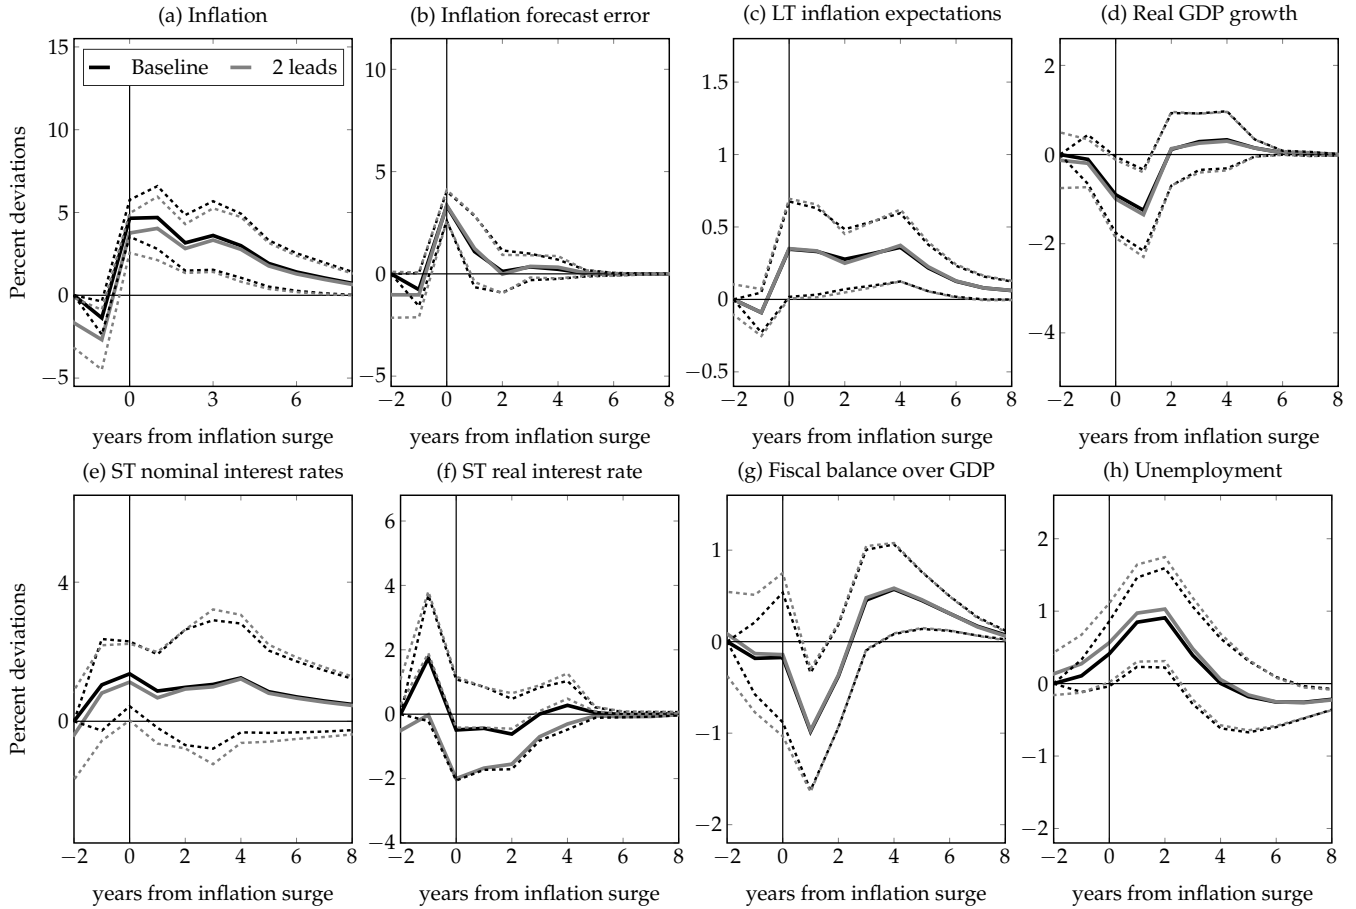 (a) Inflation
(b) Inflation forecast error
(c) LT inflation expectations
(d) Real GDP growth
Percent deviations
15
10
5
0
−5
Baseline 2 leads
0 3 6 8
years from inflation surge
10
5
0
−5
−2 0 2 4 6 8
years from inflation surge
1.5
1
0.5
0
−0.5
−2 0 2 4 6 8
years from inflation surge
2
0
−2
−4
−2 0 2 4 6 8
years from inflation surge
(e) ST nominal interest rates
(f) ST real interest rate
(g) Fiscal balance over GDP
(h) Unemployment
Percent deviations
4
0
−2 0 2 4 6 8
years from inflation surge
6
4
2
0
−2
−4
−2 0 2 4 6 8
years from inflation surge
1
0
−1
−2
−2 0 2 4 6 8
years from inflation surge
2
1
0
−1
−2
−2 0 2 4 6 8
years from inflation surge